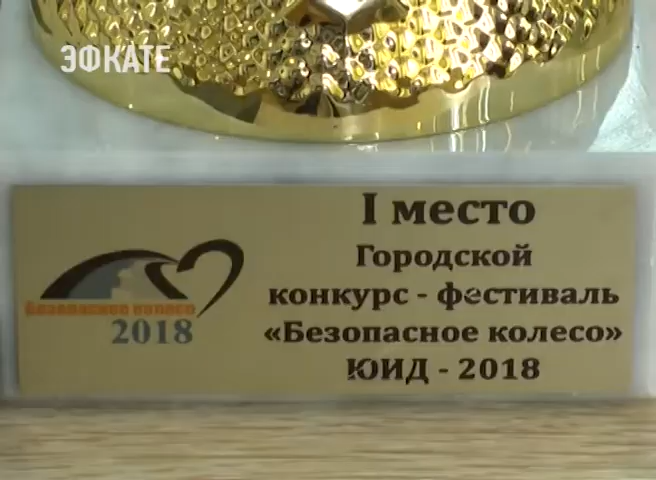 ЭФКАТЕ
I место
Городской
конкурс - фестиваль
«Безопасное колесо»
ЮИД - 2018
Безопасное колесо
2018